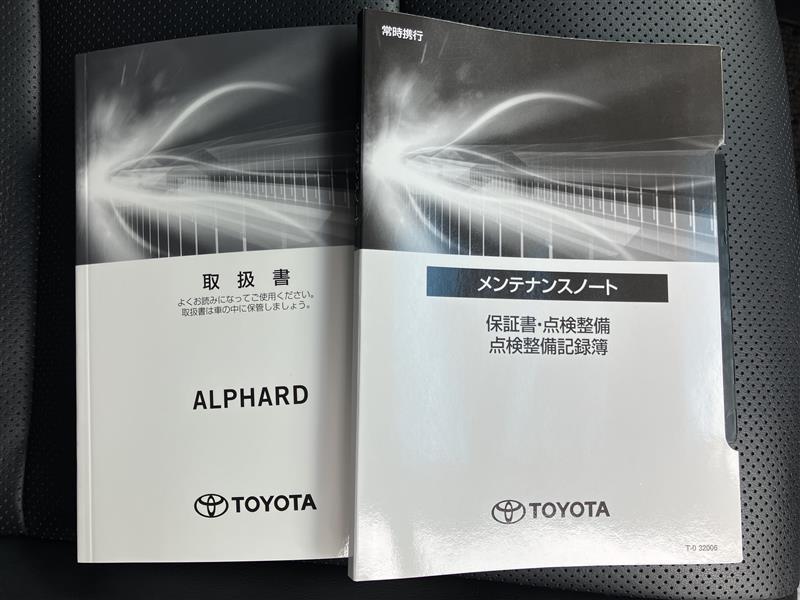 取扱書
よくお読みになってご使用ください。
取扱書は車の中に保管しましょう。
ALPHARD
TOYOTA
常時携行
メンテナンスノート
保証書・点検整備
点検整備記録簿
TOYOTA
T-0 32006